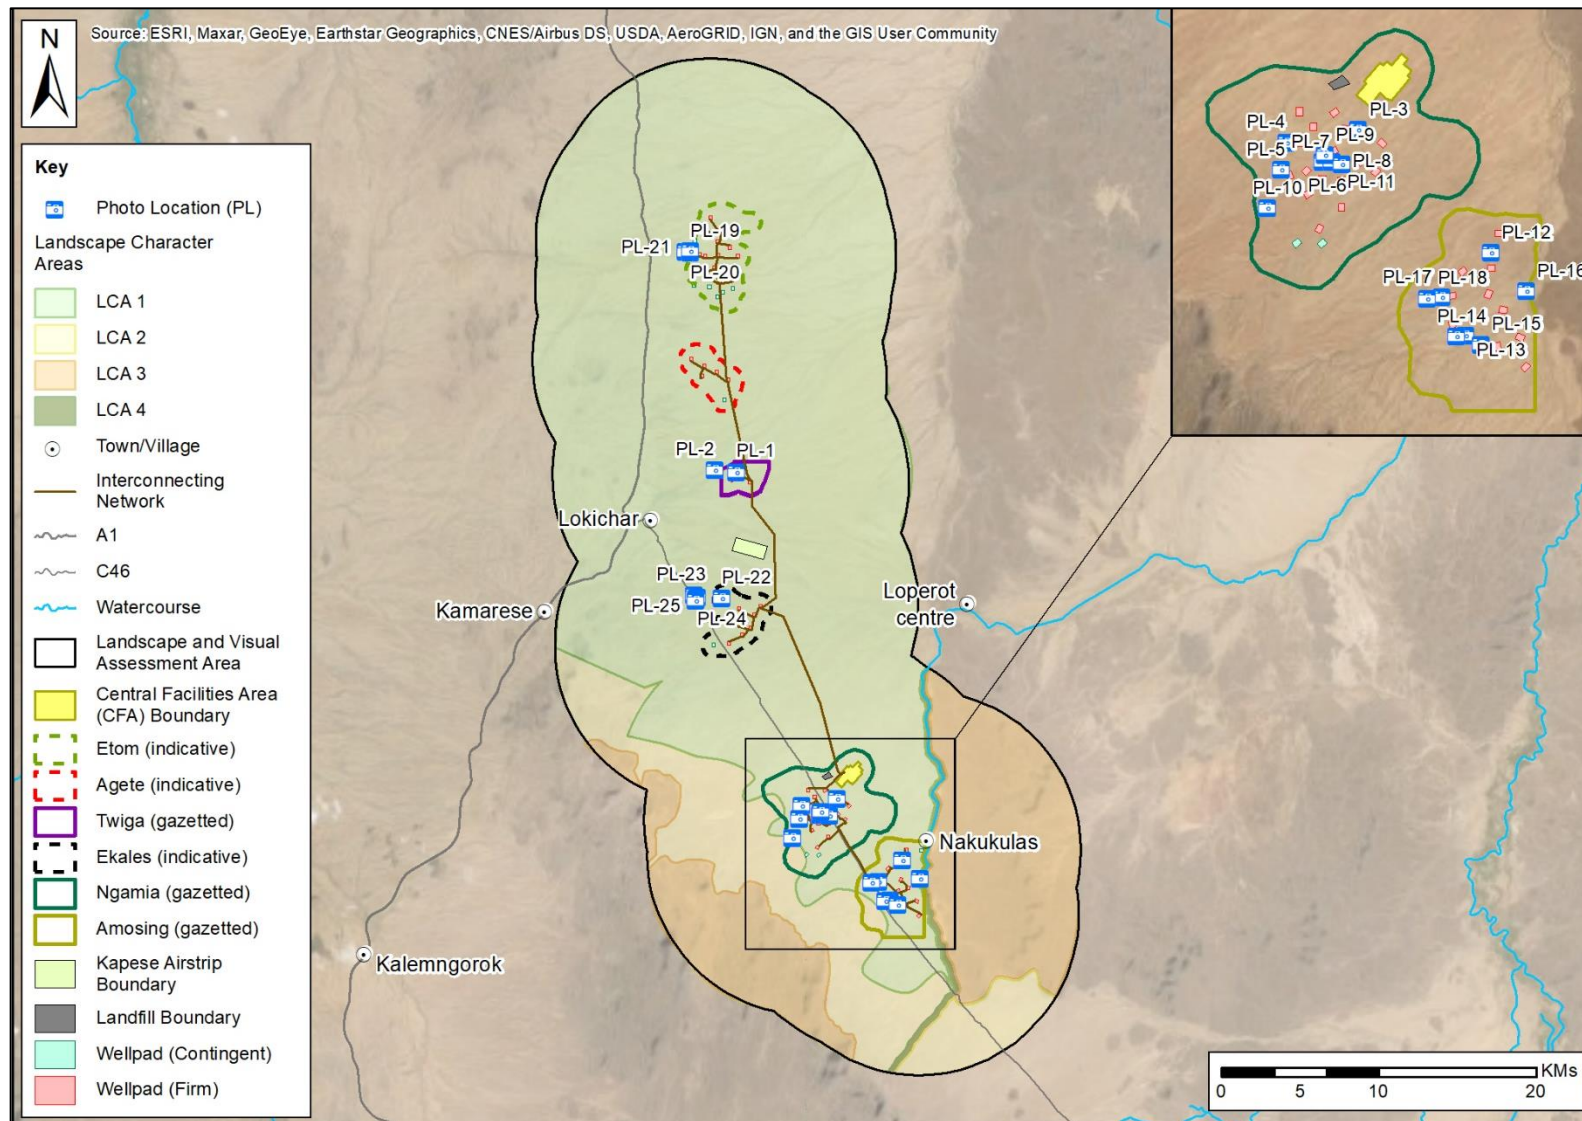 N
Source: ESRI, Maxar, GeoEye, Earthstar Geographics, CNES/Airbus DS, USDA, AeroGRID, IGN, and the GIS User Community
Key
Photo Location (PL)
Landscape Character
Areas
LCA 1
LCA 2
LCA 3
LCA 4
Town/Village
Interconnecting
Network
A1
C46
Watercourse
Landscape and Visual
Assessment Area
Central Facilities Area
(CFA) Boundary
Etom (indicative)
Agete (indicative)
Twiga (gazetted)
Ekales (indicative)
Ngamia (gazetted)
Amosing (gazetted)
Kapese Airstrip
Boundary
Landfill Boundary
Wellpad (Contingent)
Wellpad (Firm)
PL-19
PL-21
PL-20
PL-2
PL-1
Lokichar
PL-23
PL-22
PL-25
PL-24
Kamarese
Loperot
centre
Nakukulas
Kalemngorok
PL-3
PL-4
PL-9
PL-7
PL-5
PL-8
PL-10
PL-6
PL-11
PL-12
PL-16
PL-17
PL-18
PL-14
PL-15
PL-13
KMs
0
5
10
20